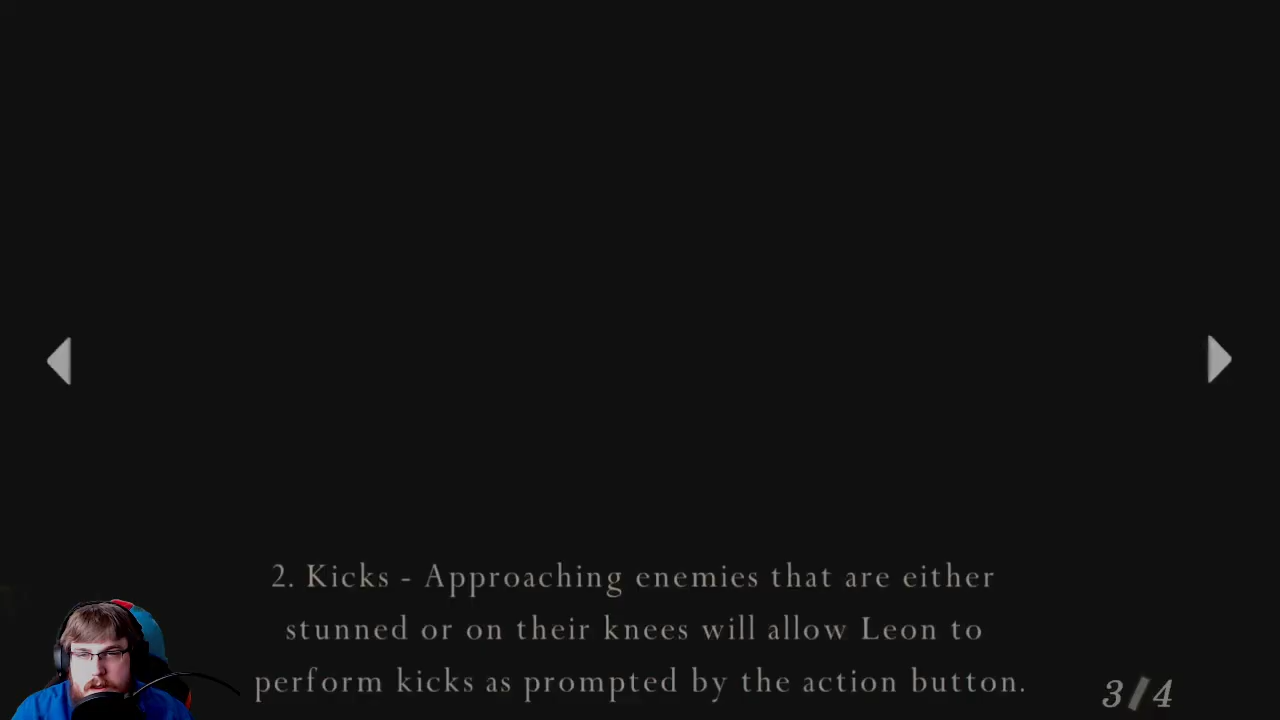 2. Kicks - Approaching enemies that are either
stunned or on their knees will allow Leon to
perform kicks as prompted by the action button.
3/4